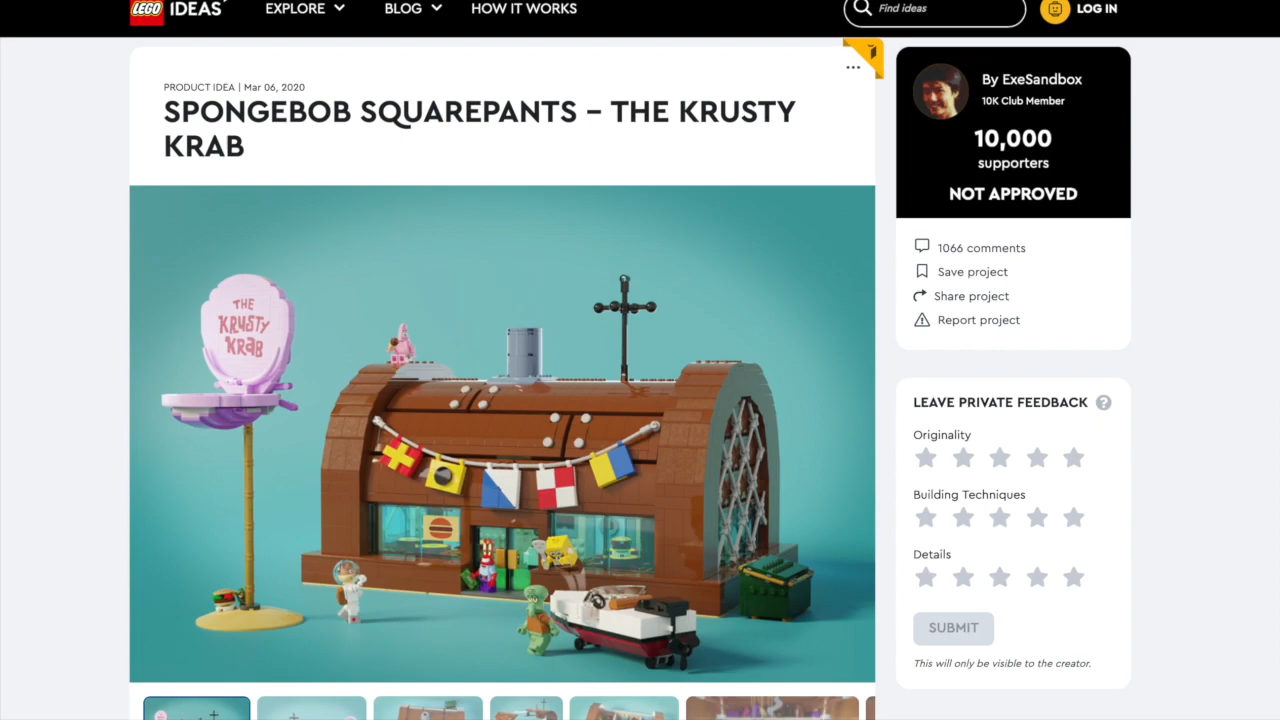 LEGO IDEAS
EXPLORE
BLOG
HOW IT WORKS
Find ideas
LOG IN
PRODUCT IDEA | Mar 06, 2020
SPONGEBOB SQUAREPANTS – THE KRUSTY
KRAB
THE
KRUSTY
KRAB
By ExeSandbox
10K Club Member
10,000
supporters
NOT APPROVED
1066 comments
Save project
Share project
Report project
LEAVE PRIVATE FEEDBACK ?
Originality
Building Techniques
Details
SUBMIT
This will only be visible to the creator.